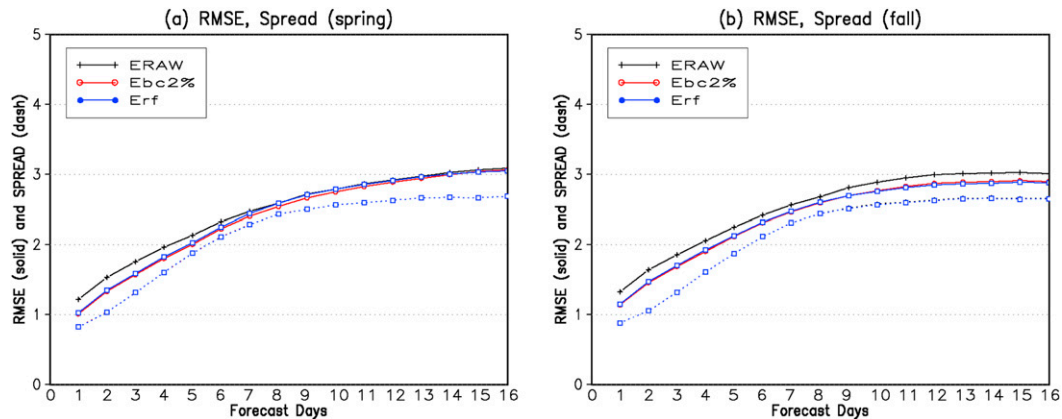 (a) RMSE, Spread (spring)
RMSE (solid) and SPREAD (dash)
5
4
3
2
1
0
ERAW
Ebc2%
Erf
0 1 2 3 4 5 6 7 8 9 10 11 12 13 14 15 16
Forecast Days
(b) RMSE, Spread (fall)
RMSE (solid) and SPREAD (dash)
5
4
3
2
1
0
ERAW
Ebc2%
Erf
0 1 2 3 4 5 6 7 8 9 10 11 12 13 14 15 16
Forecast Days